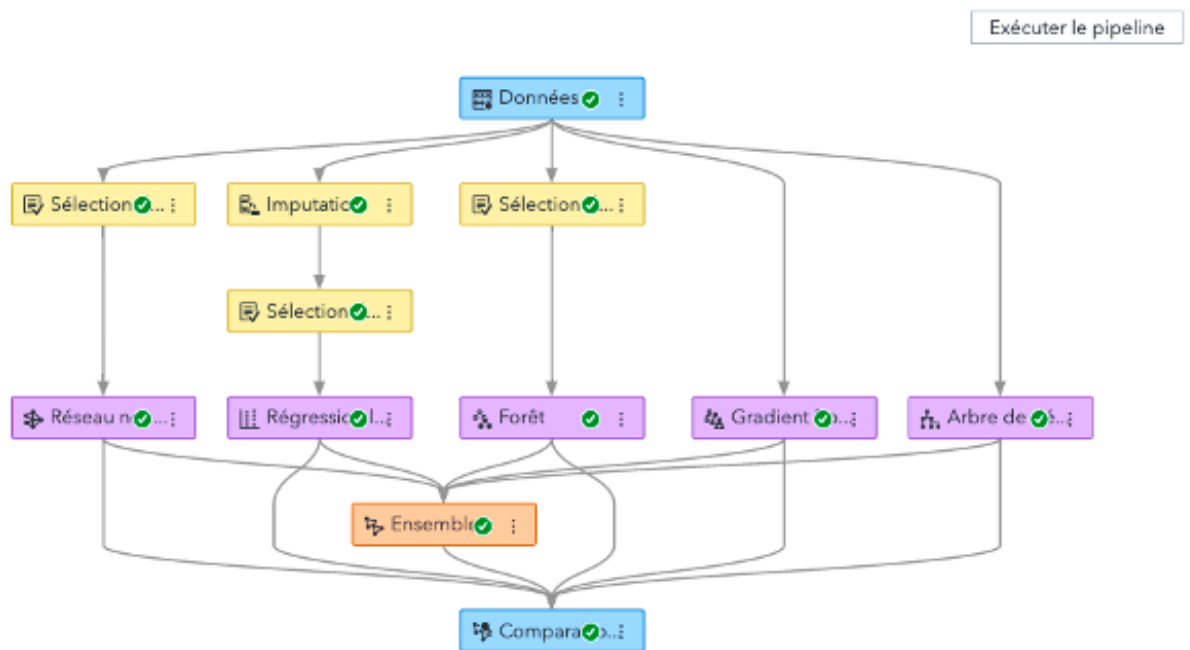 Exécuter le pipeline
Données
Sélection ...
Imputatio
Sélection ...
Sélection ...
Réseau n ...
Régressio l...
Forêt
Gradient ...
Arbre de ...
Ensemble
Compara ...